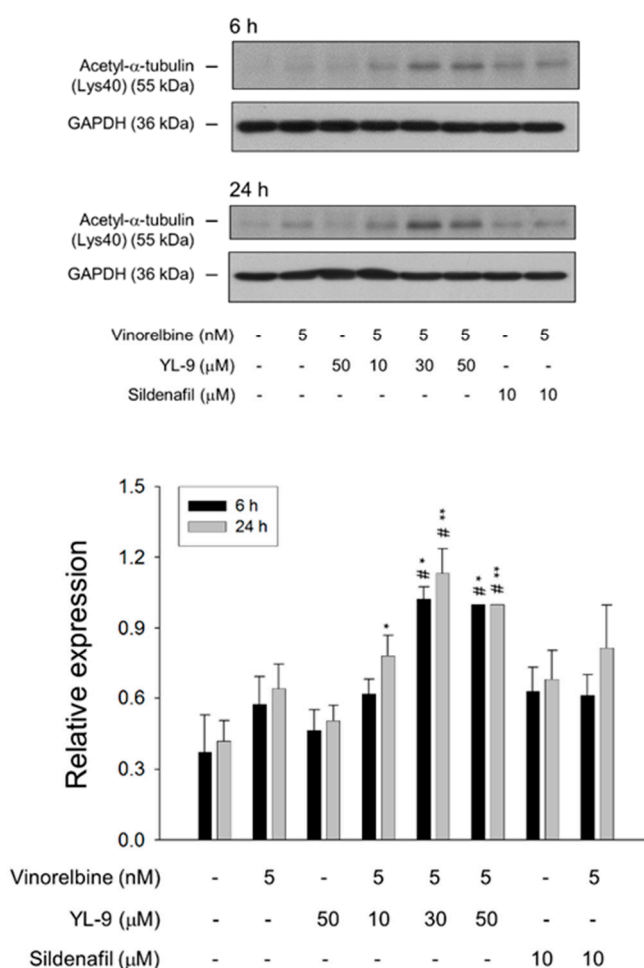 6 h
Acetyl-α-tubulin
(Lys40) (55 kDa)
GAPDH (36 kDa)
24 h
Acetyl-α-tubulin
(Lys40) (55 kDa)
GAPDH (36 kDa)
Vinorelbine (nM) - 5 - 5 5 5 - 5
YL-9 (μM) - - 50 10 30 50 - -
Sildenafil (μM) - - - - - - 10 10
1.5
1.2
0.9
0.6
0.3
0.0
Relative expression
6 h
24 h
*
#*
#**
#*
#**
Vinorelbine (nM) - 5 - 5 5 5 - 5
YL-9 (μM) - - 50 10 30 50 - -
Sildenafil (μM) - - - - - - 10 10